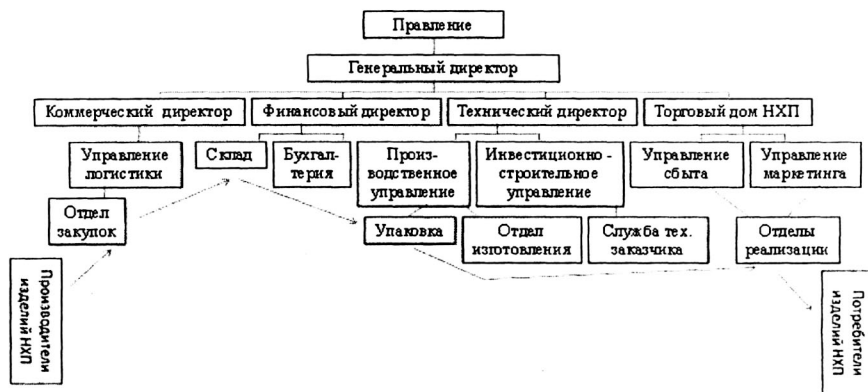 Правление
Генеральный директор
Коммерческий директор
Финансовый директор
Технический директор
Торговый дом НХП
Управление
логистики
Склад
Бухгал-
терия
Произ-
водственное
управление
Инвестиционно -
строительное
управление
Управление
сбыта
Управление
маркетинга
Отдел
закупок
Упаковка
Отдел
изготовления
Служба тех.
заказчика
Отделы
реализации
Производители
изделий НХП
Потребители
изделий НХП